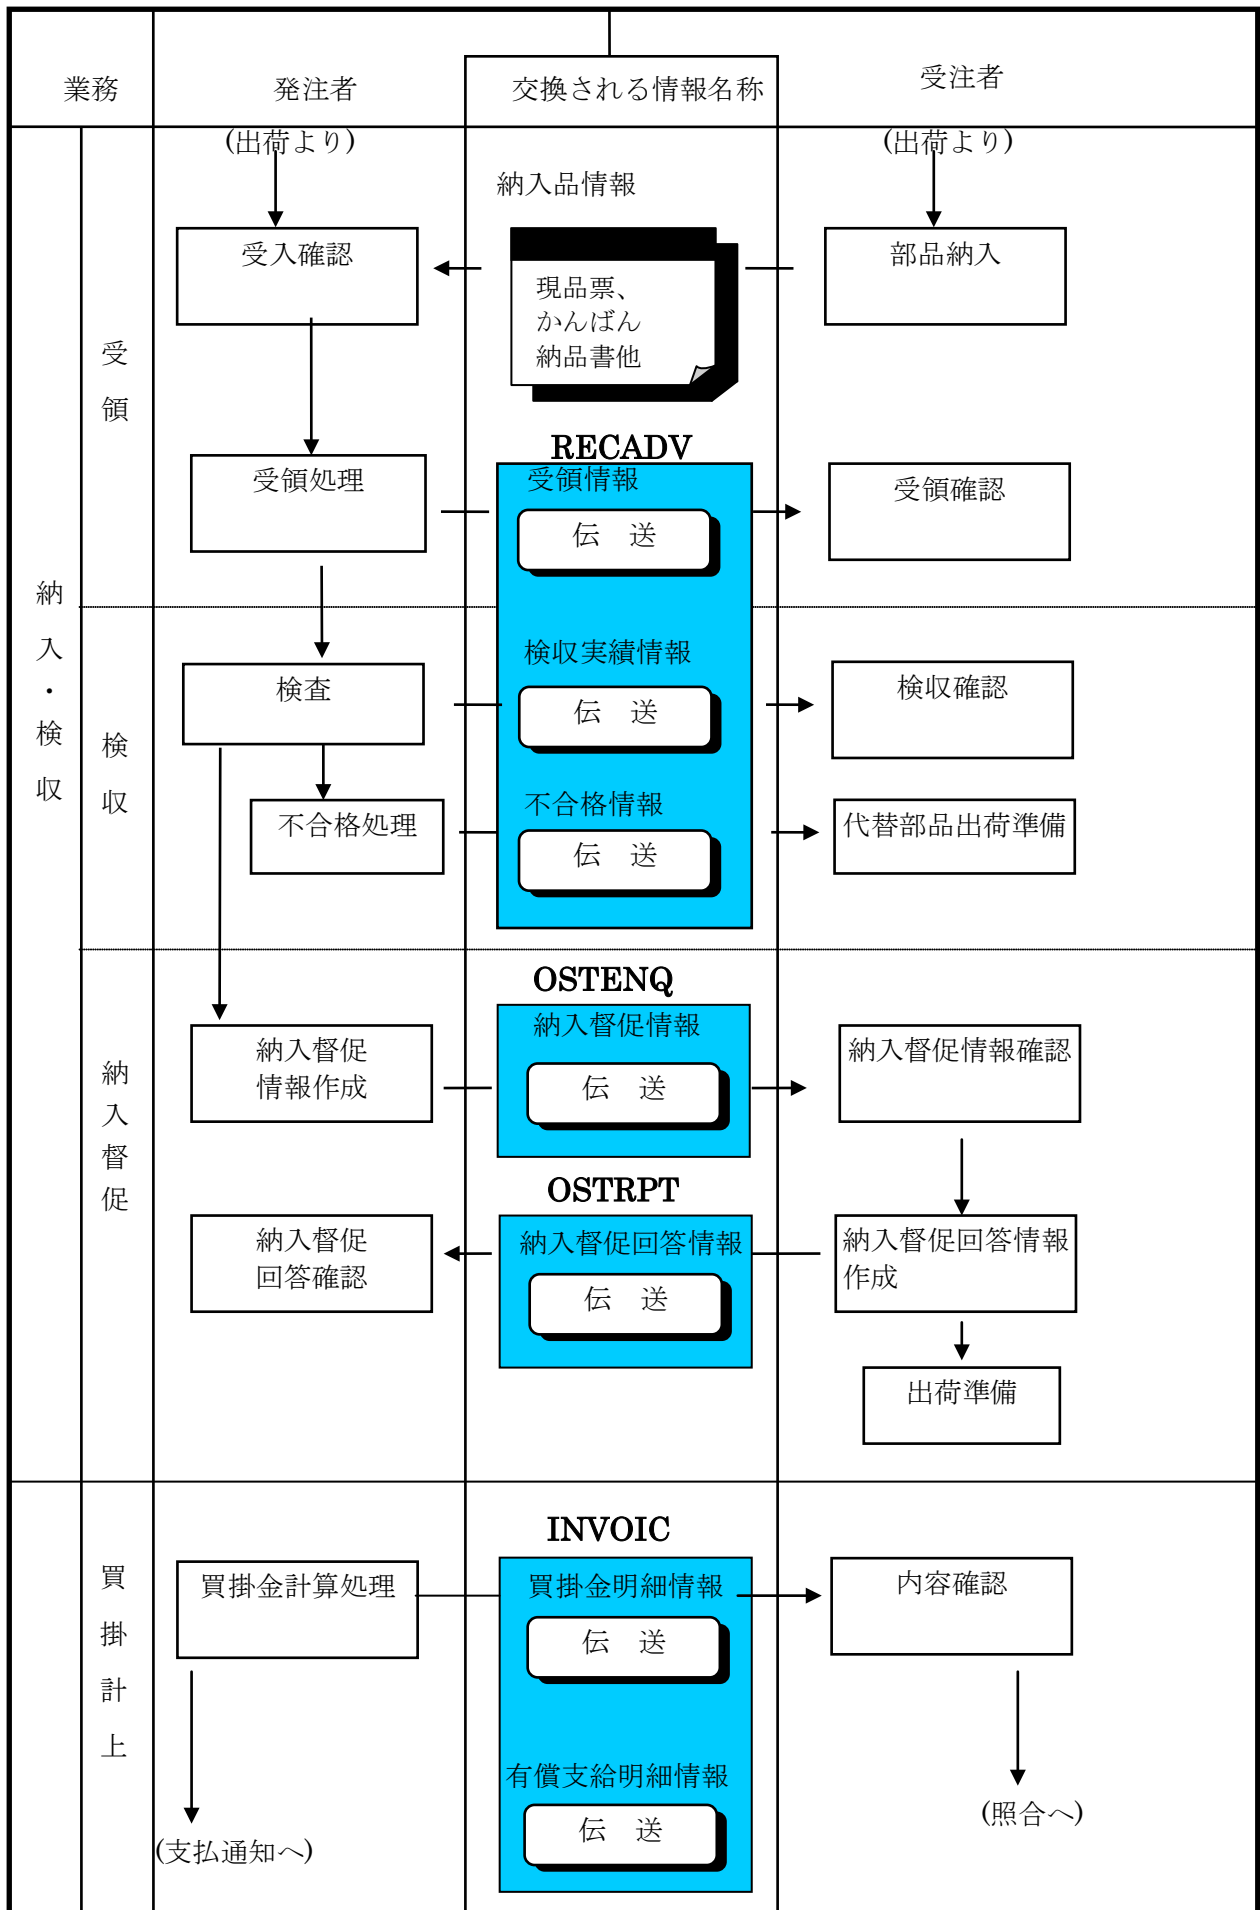 業務
発注者
交換される情報名称
受注者
(出荷より)
(出荷より)
納入品情報
受入確認
部品納入
現品票、
かんばん
納品書他
受領
RECADV
受領情報
受領処理
伝　送
受領確認
納入・検収
検収実績情報
検査
伝　送
検収確認
検収
不合格情報
不合格処理
伝　送
代替部品出荷準備
OSTENQ
納入督促情報
納入督促
情報作成
伝　送
納入督促情報確認
納入督促
OSTRPT
納入督促回答情報
納入督促
回答確認
伝　送
納入督促回答情報
作成
出荷準備
INVOIC
買掛計上
買掛金計算処理
買掛金明細情報
伝　送
内容確認
有償支給明細情報
伝　送
(支払通知へ)
(照合へ)